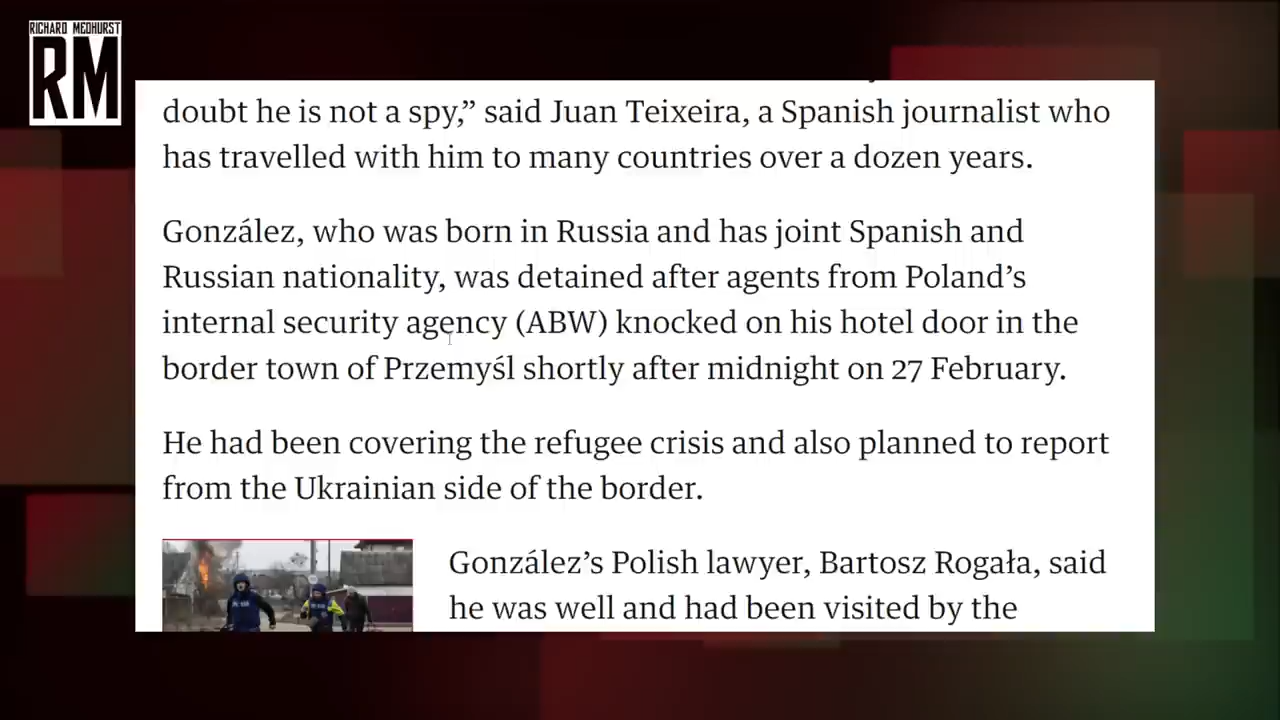 RICHARD MEDHURST
RM
doubt he is not a spy,” said Juan Teixeira, a Spanish journalist who
has travelled with him to many countries over a dozen years.
González, who was born in Russia and has joint Spanish and
Russian nationality, was detained after agents from Poland’s
internal security agency (ABW) knocked on his hotel door in the
border town of Przemyśl shortly after midnight on 27 February.
He had been covering the refugee crisis and also planned to report
from the Ukrainian side of the border.
González’s Polish lawyer, Bartosz Rogała, said
he was well and had been visited by the